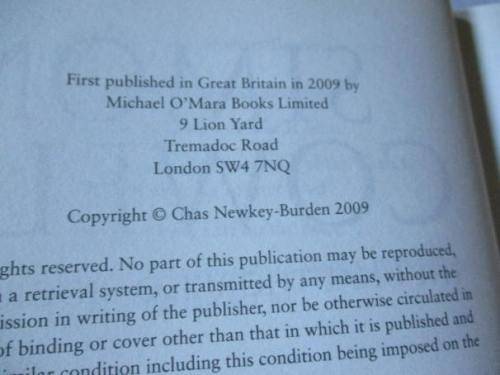 First published in Great Britain in 2009 by
Michael O'Mara Books Limited
9 Lion Yard
Tremadoc Road
London SW4 7NQ
Copyright © Chas Newkey-Burden 2009
ghts reserved. No part of this publication may be reproduced,
a retrieval system, or transmitted by any means, without the
ission in writing of the publisher, nor be otherwise circulated in
of binding or cover other than that in which it is published and
similar condition including this condition being imposed on the